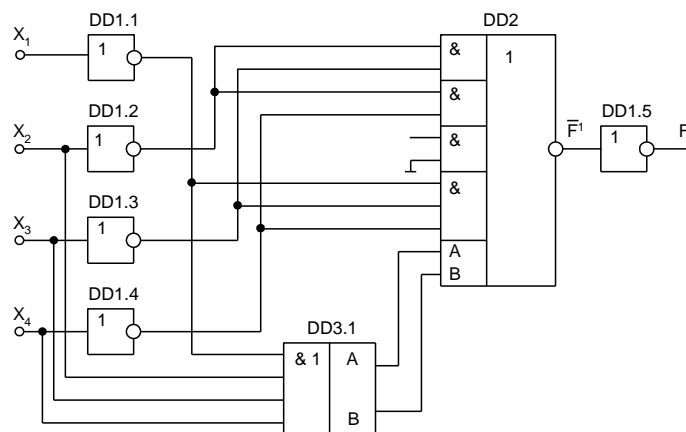 DD2
X1 DD1.1
1
& 1
DD1.2
&
F̅¹ DD1.5 F
X2 1
& 1
DD1.3
&
X3 1
A
B
DD1.4
X4 1
DD3.1
& 1 A
B